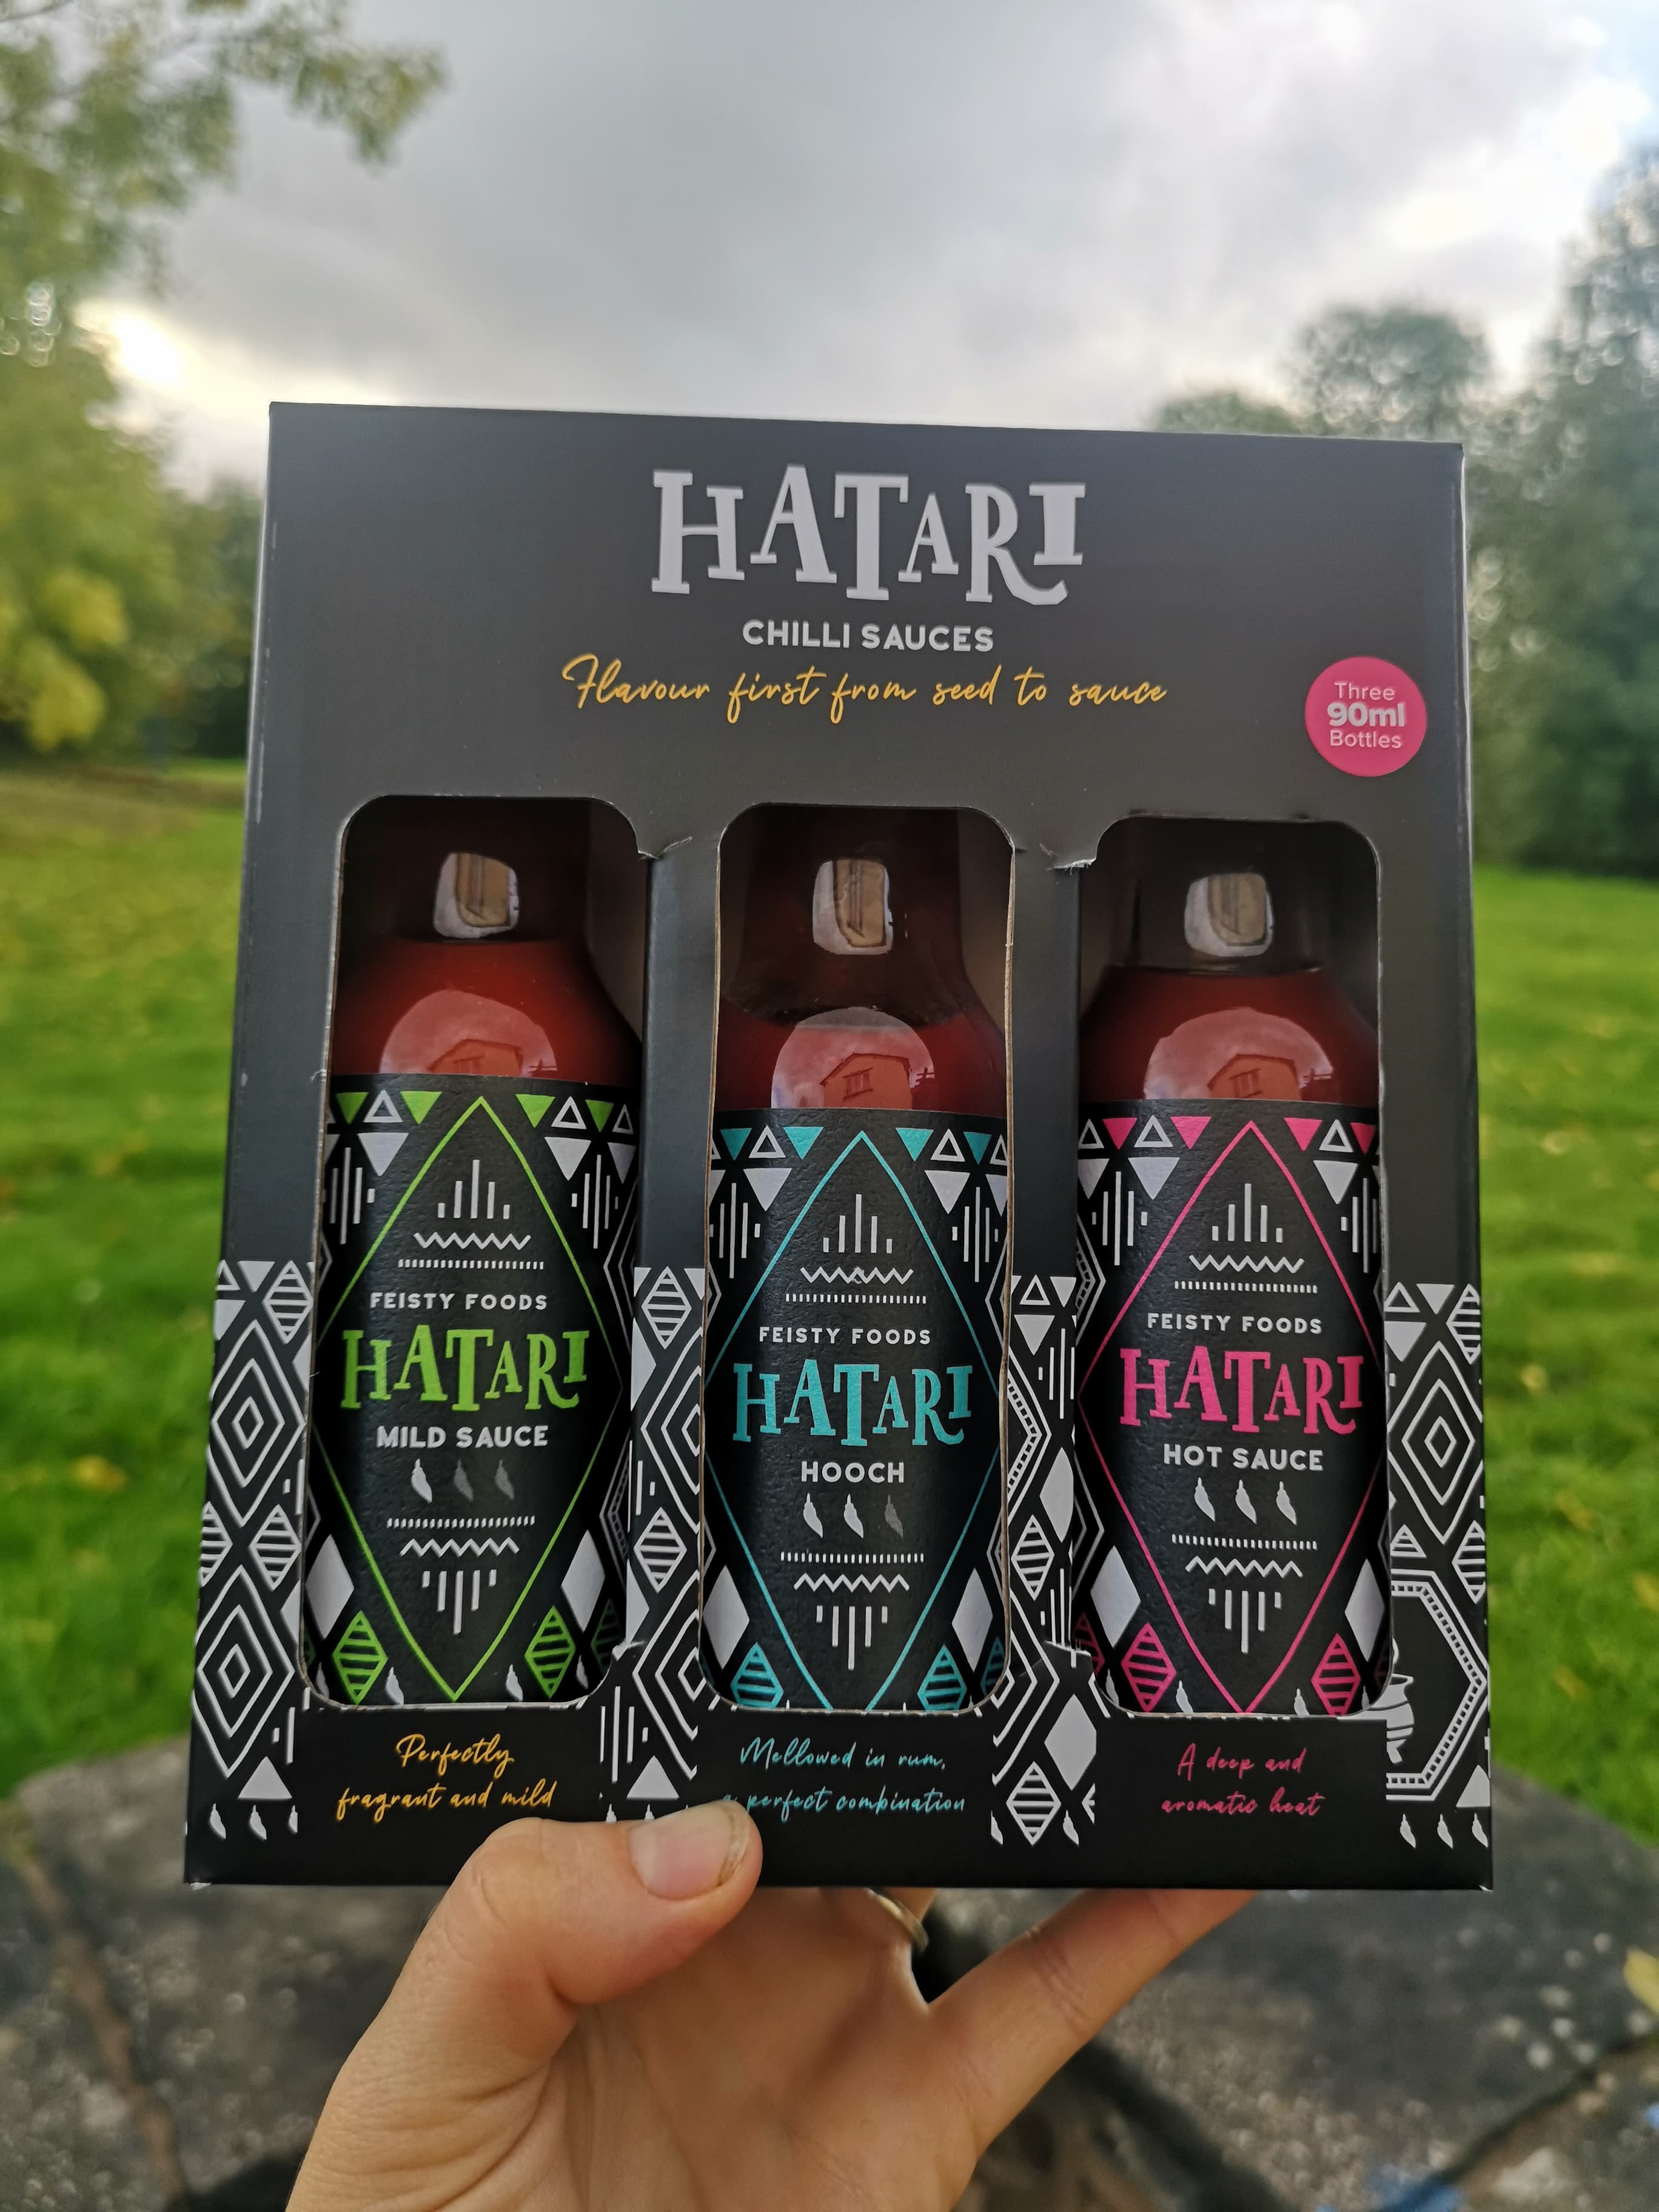 HATARI
CHILLI SAUCES
Flavour first from seed to sauce
Three
90ml
Bottles
FEISTY FOODS
HATARI
MILD SAUCE
FEISTY FOODS
HATARI
HOOCH
FEISTY FOODS
HATARI
HOT SAUCE
Perfectly
fragrant and mild
Mellowed in rum,
a perfect combination
A deep and
aromatic heat